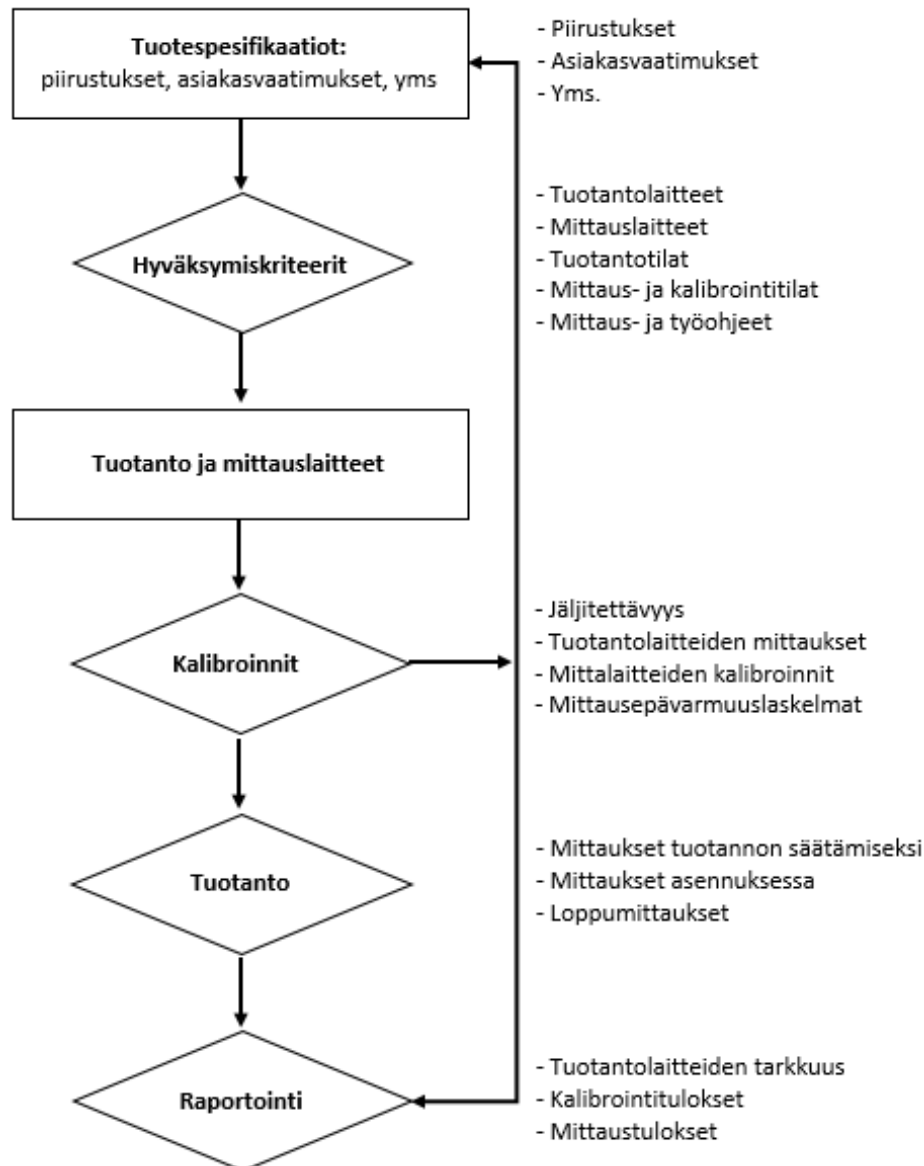 Tuotespesifikaatiot:
piirustukset, asiakasvaatimukset, yms
- Piirustukset
- Asiakasvaatimukset
- Yms.
Hyväksymiskriteerit
- Tuotantolaitteet
- Mittauslaitteet
- Tuotantotilat
- Mittaus- ja kalibrointitilat
- Mittaus- ja työohjeet
Tuotanto ja mittauslaitteet
Kalibroinnit
- Jäljitettävyys
- Tuotantolaitteiden mittaukset
- Mittalaitteiden kalibroinnit
- Mittausepävarmuuslaskelmat
Tuotanto
- Mittaukset tuotannon säätämiseksi
- Mittaukset asennuksessa
- Loppumittaukset
Raportointi
- Tuotantolaitteiden tarkkuus
- Kalibrointitulokset
- Mittaustulokset